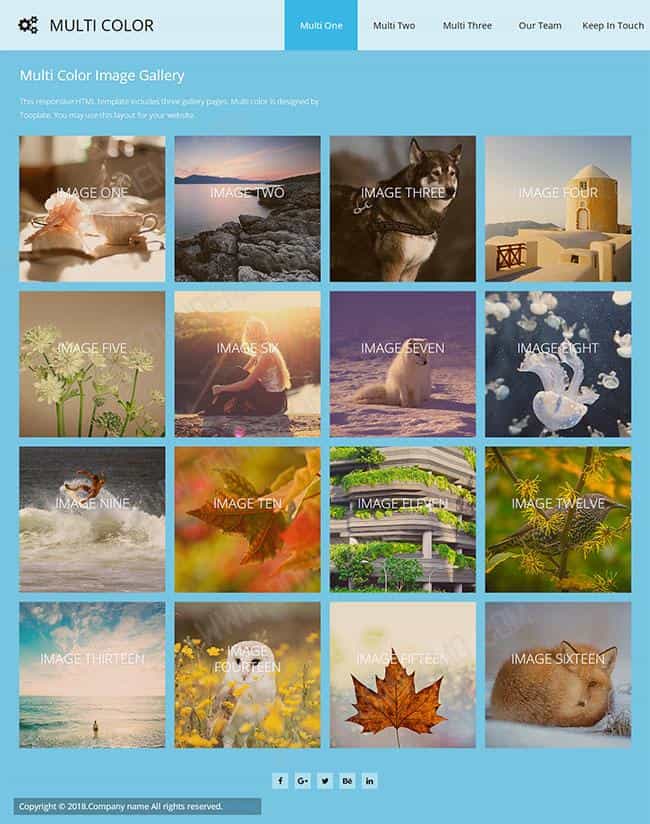 MULTI COLOR
Multi One
Multi Two
Multi Three
Our Team
Keep In Touch
Multi Color Image Gallery
This responsive HTML template includes three gallery pages. Multi color is designed by
Tooplate. You may use this layout for your website.
IMAGE ONE
IMAGE TWO
IMAGE THREE
IMAGE FOUR
IMAGE FIVE
IMAGE SIX
IMAGE SEVEN
IMAGE EIGHT
IMAGE NINE
IMAGE TEN
IMAGE ELEVEN
IMAGE TWELVE
IMAGE THIRTEEN
IMAGE
FOURTEEN
IMAGE FIFTEEN
IMAGE SIXTEEN
f
G+
Bē
in
Copyright © 2018.Company name All rights reserved.